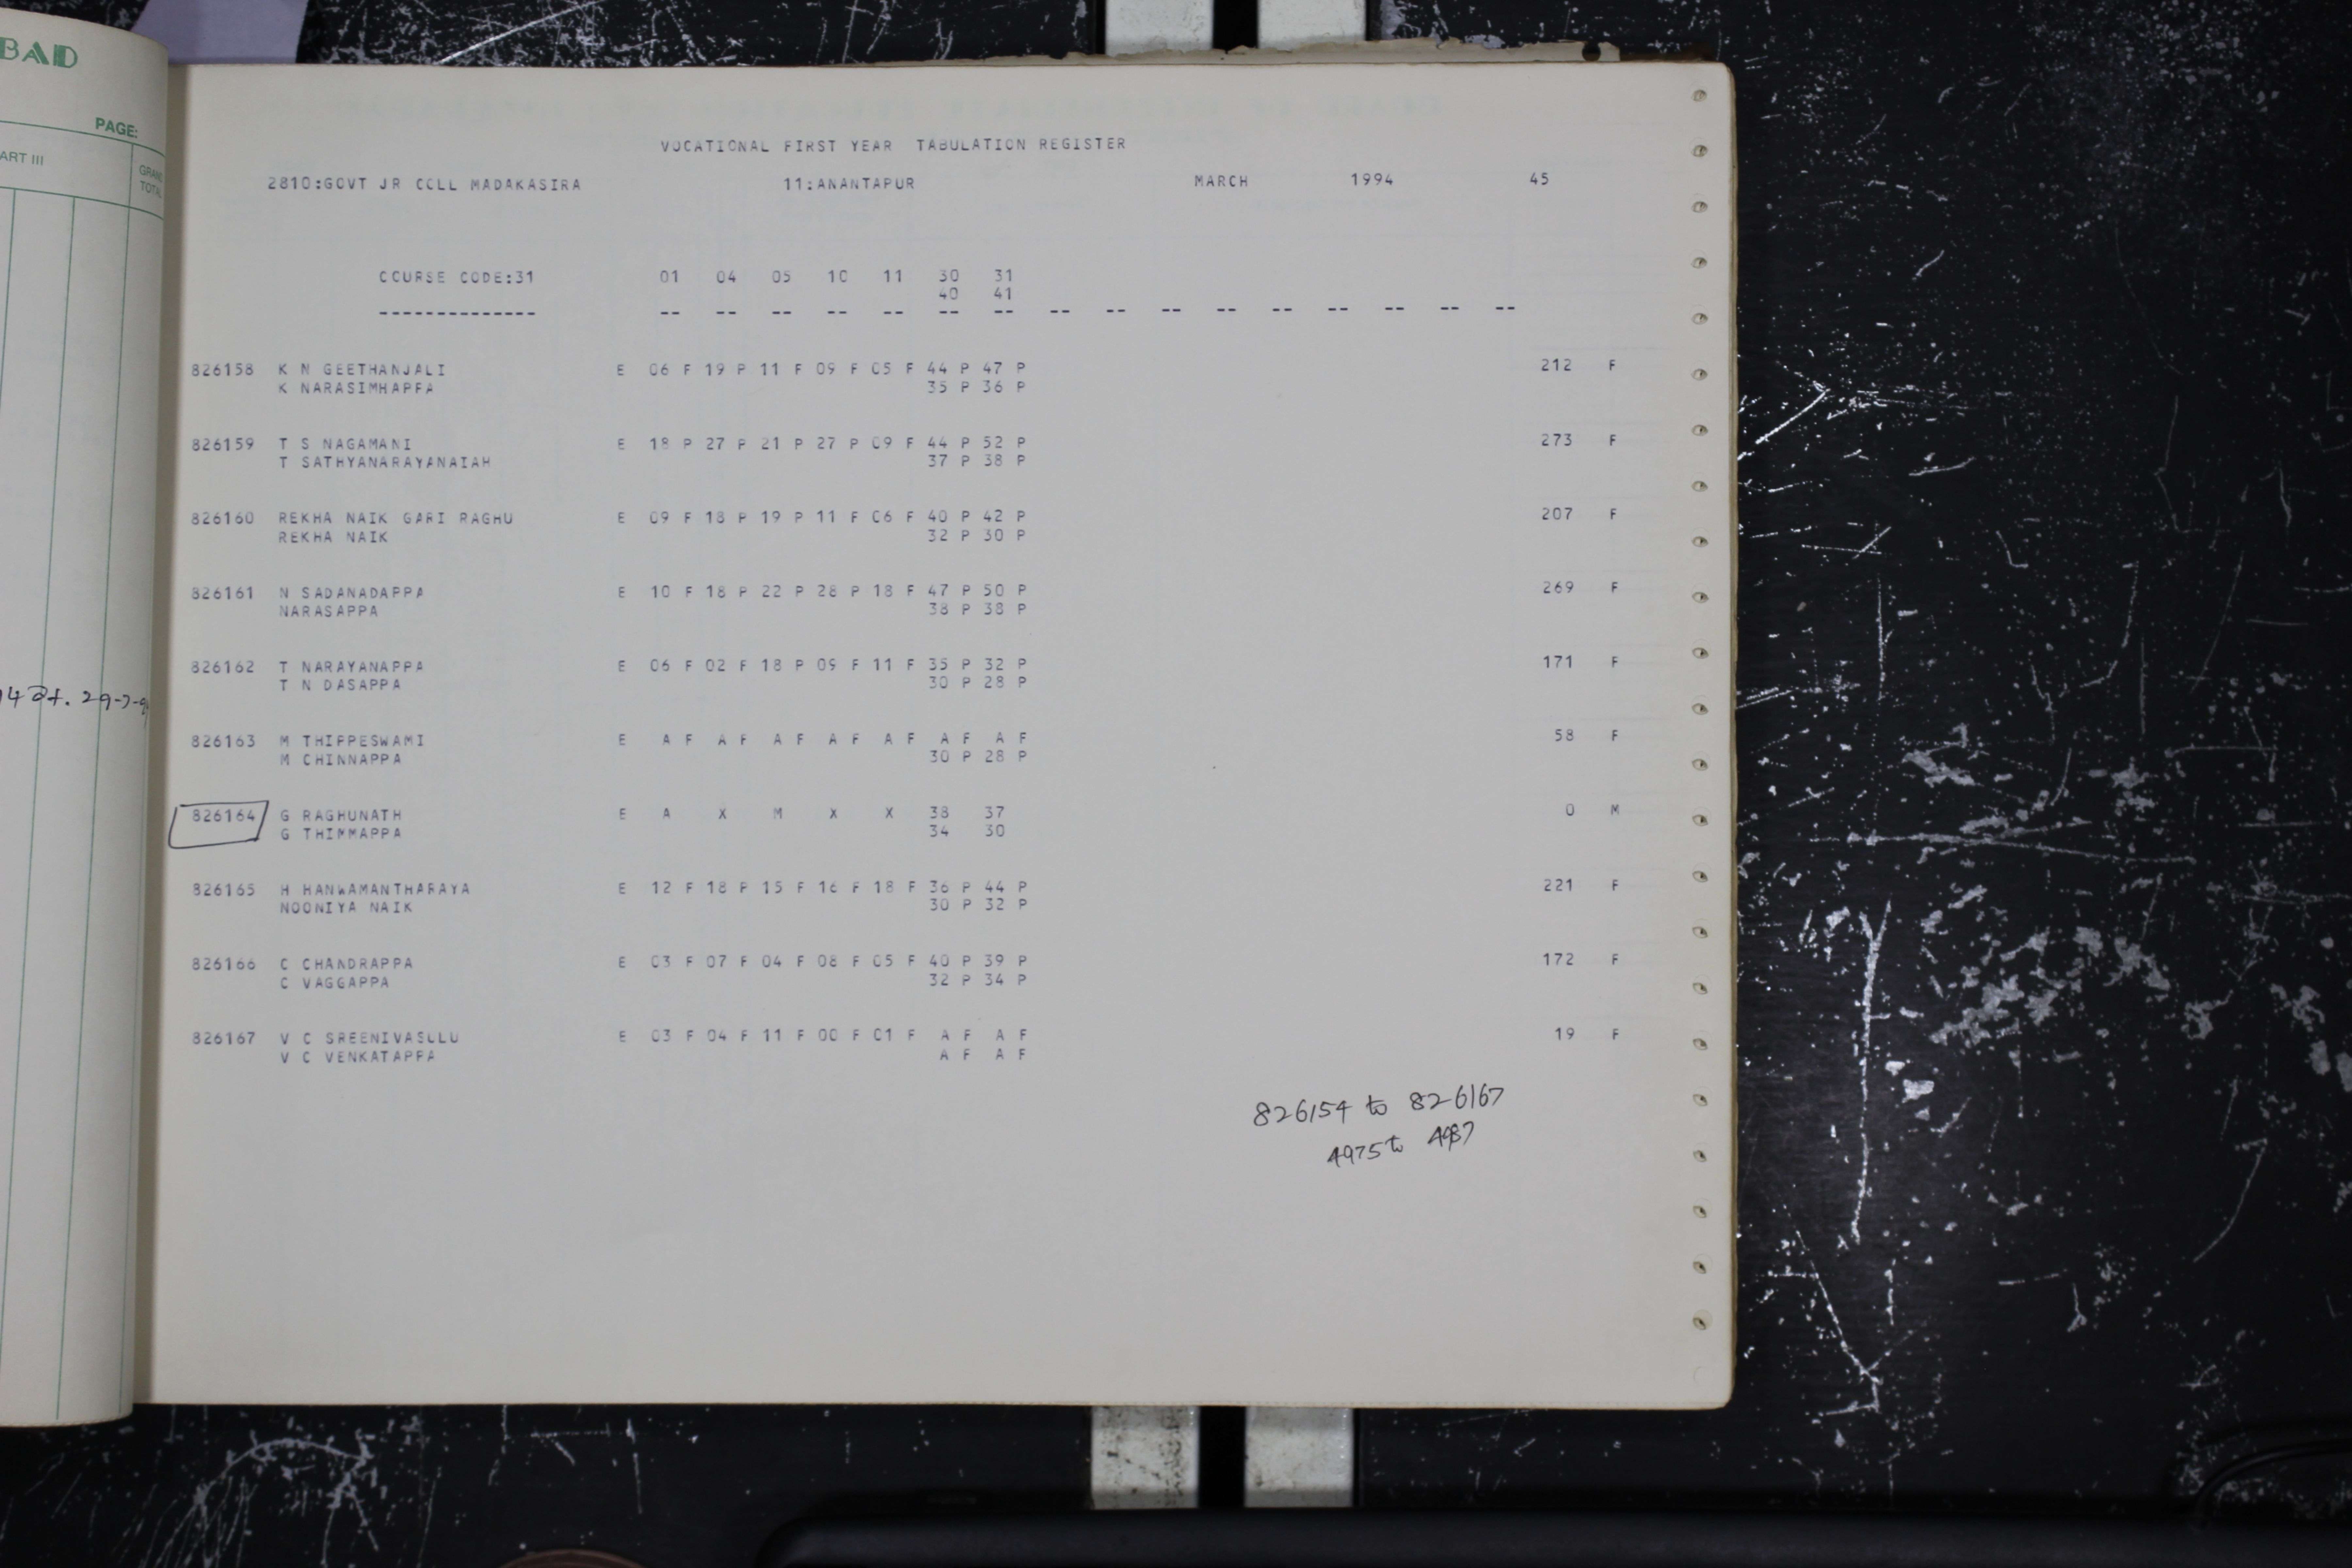 BAD
PAGE:
ART III
GRAND
TOTAL
VOCATIONAL FIRST YEAR TABULATION REGISTER
2810:GOVT JR COLL MADAKASIRA 11:ANANTAPUR MARCH 1994 45
COURSE CODE:31 01 04 05 10 11 30 31
40 41
-------------- -- -- -- -- -- -- -- -- -- -- -- -- -- -- -- --
826158 K N GEETHANJALI E 06 F 19 P 11 F 09 F 05 F 44 P 47 P 212 F
K NARASIMHAPPA 35 P 36 P
826159 T S NAGAMANI E 18 P 27 P 21 P 27 P 09 F 44 P 52 P 273 F
T SATHYANARAYANAIAH 37 P 38 P
826160 REKHA NAIK GARI RAGHU E 09 F 18 P 19 P 11 F 06 F 40 P 42 P 207 F
REKHA NAIK 32 P 30 P
826161 N SADANADAPPA E 10 F 18 P 22 P 28 P 18 F 47 P 50 P 269 F
NARASAPPA 38 P 38 P
826162 T NARAYANAPPA E 06 F 02 F 18 P 09 F 11 F 35 P 32 P 171 F
T N DASAPPA 30 P 28 P
826163 M THIPPESWAMI E A F A F A F A F A F A F A F 58 F
M CHINNAPPA 30 P 28 P
826164 G RAGHUNATH E A X M X X 38 37 0 M
G THIMMAPPA 34 30
826165 H HANWAMANTHARAYA E 12 F 18 P 15 F 16 F 18 F 36 P 44 P 221 F
NOONIYA NAIK 30 P 32 P
826166 C CHANDRAPPA E 03 F 07 F 04 F 08 F 05 F 40 P 39 P 172 F
C VAGGAPPA 32 P 34 P
826167 V C SREENIVASULU E 03 F 04 F 11 F 00 F 01 F A F A F 19 F
V C VENKATAPPA A F A F
826154 to 826167
4975 to 4987